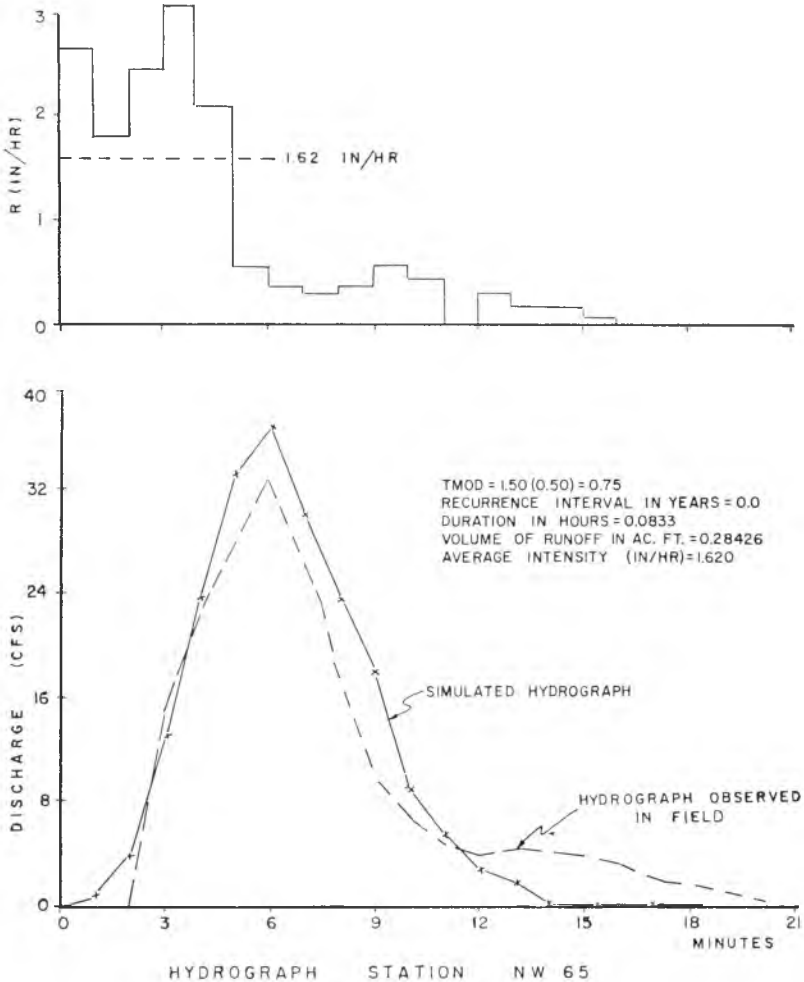 3
2
1
0
R (IN/HR)
1.62 IN/HR
40
32
24
16
8
0
DISCHARGE (CFS)
TMOD = 1.50 (0.50) = 0.75
RECURRENCE INTERVAL IN YEARS = 0.0
DURATION IN HOURS = 0.0833
VOLUME OF RUNOFF IN AC. FT. = 0.28426
AVERAGE INTENSITY (IN/HR) = 1.620
SIMULATED HYDROGRAPH
HYDROGRAPH OBSERVED
IN FIELD
0 3 6 9 12 15 18 21
MINUTES
HYDROGRAPH STATION NW 65